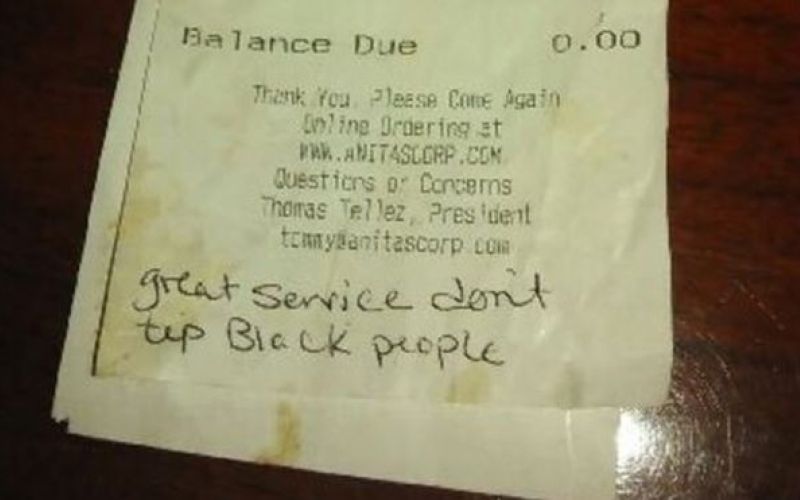 Balance Due 0.00
Thank You, Please Come Again
Online Ordering at
WWW.ANITASCORP.COM
Questions or Concerns
Thomas Tellez, President
tommy@anitascorp.com
great service don't
tip Black people